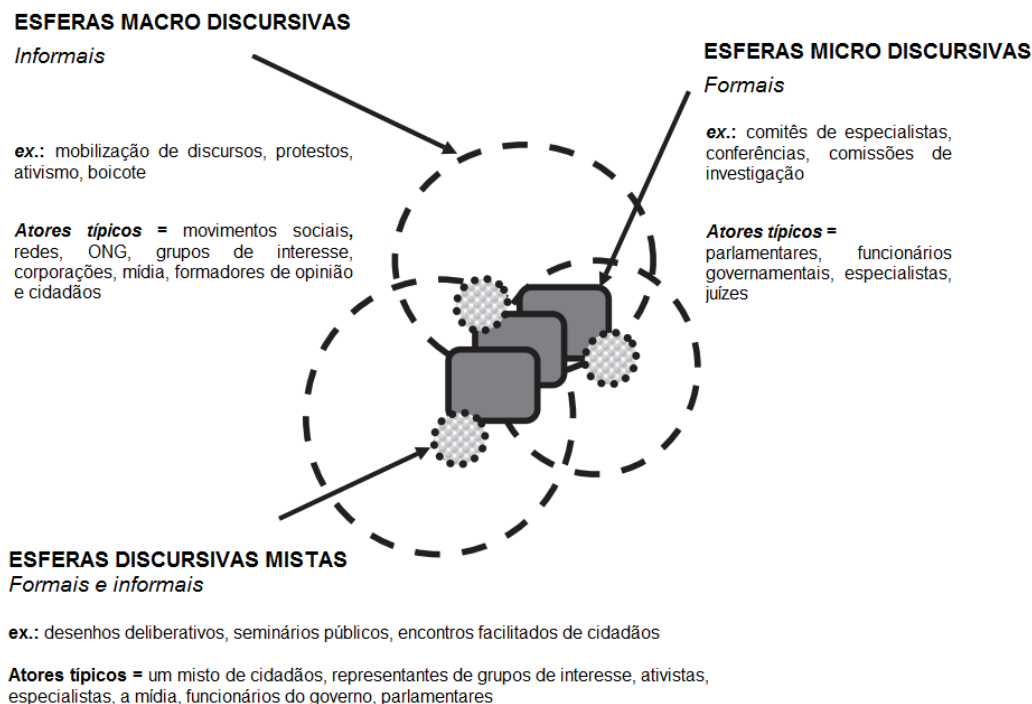 ESFERAS MACRO DISCURSIVAS
Informais
ex.: mobilização de discursos, protestos,
ativismo, boicote
Atores típicos = movimentos sociais,
redes, ONG, grupos de interesse,
corporações, mídia, formadores de opinião
e cidadãos
ESFERAS MICRO DISCURSIVAS
Formais
ex.: comitês de especialistas,
conferências, comissões de
investigação
Atores típicos =
parlamentares, funcionários
governamentais, especialistas,
juízes
ESFERAS DISCURSIVAS MISTAS
Formais e informais
ex.: desenhos deliberativos, seminários públicos, encontros facilitados de cidadãos
Atores típicos = um misto de cidadãos, representantes de grupos de interesse, ativistas,
especialistas, a mídia, funcionários do governo, parlamentares